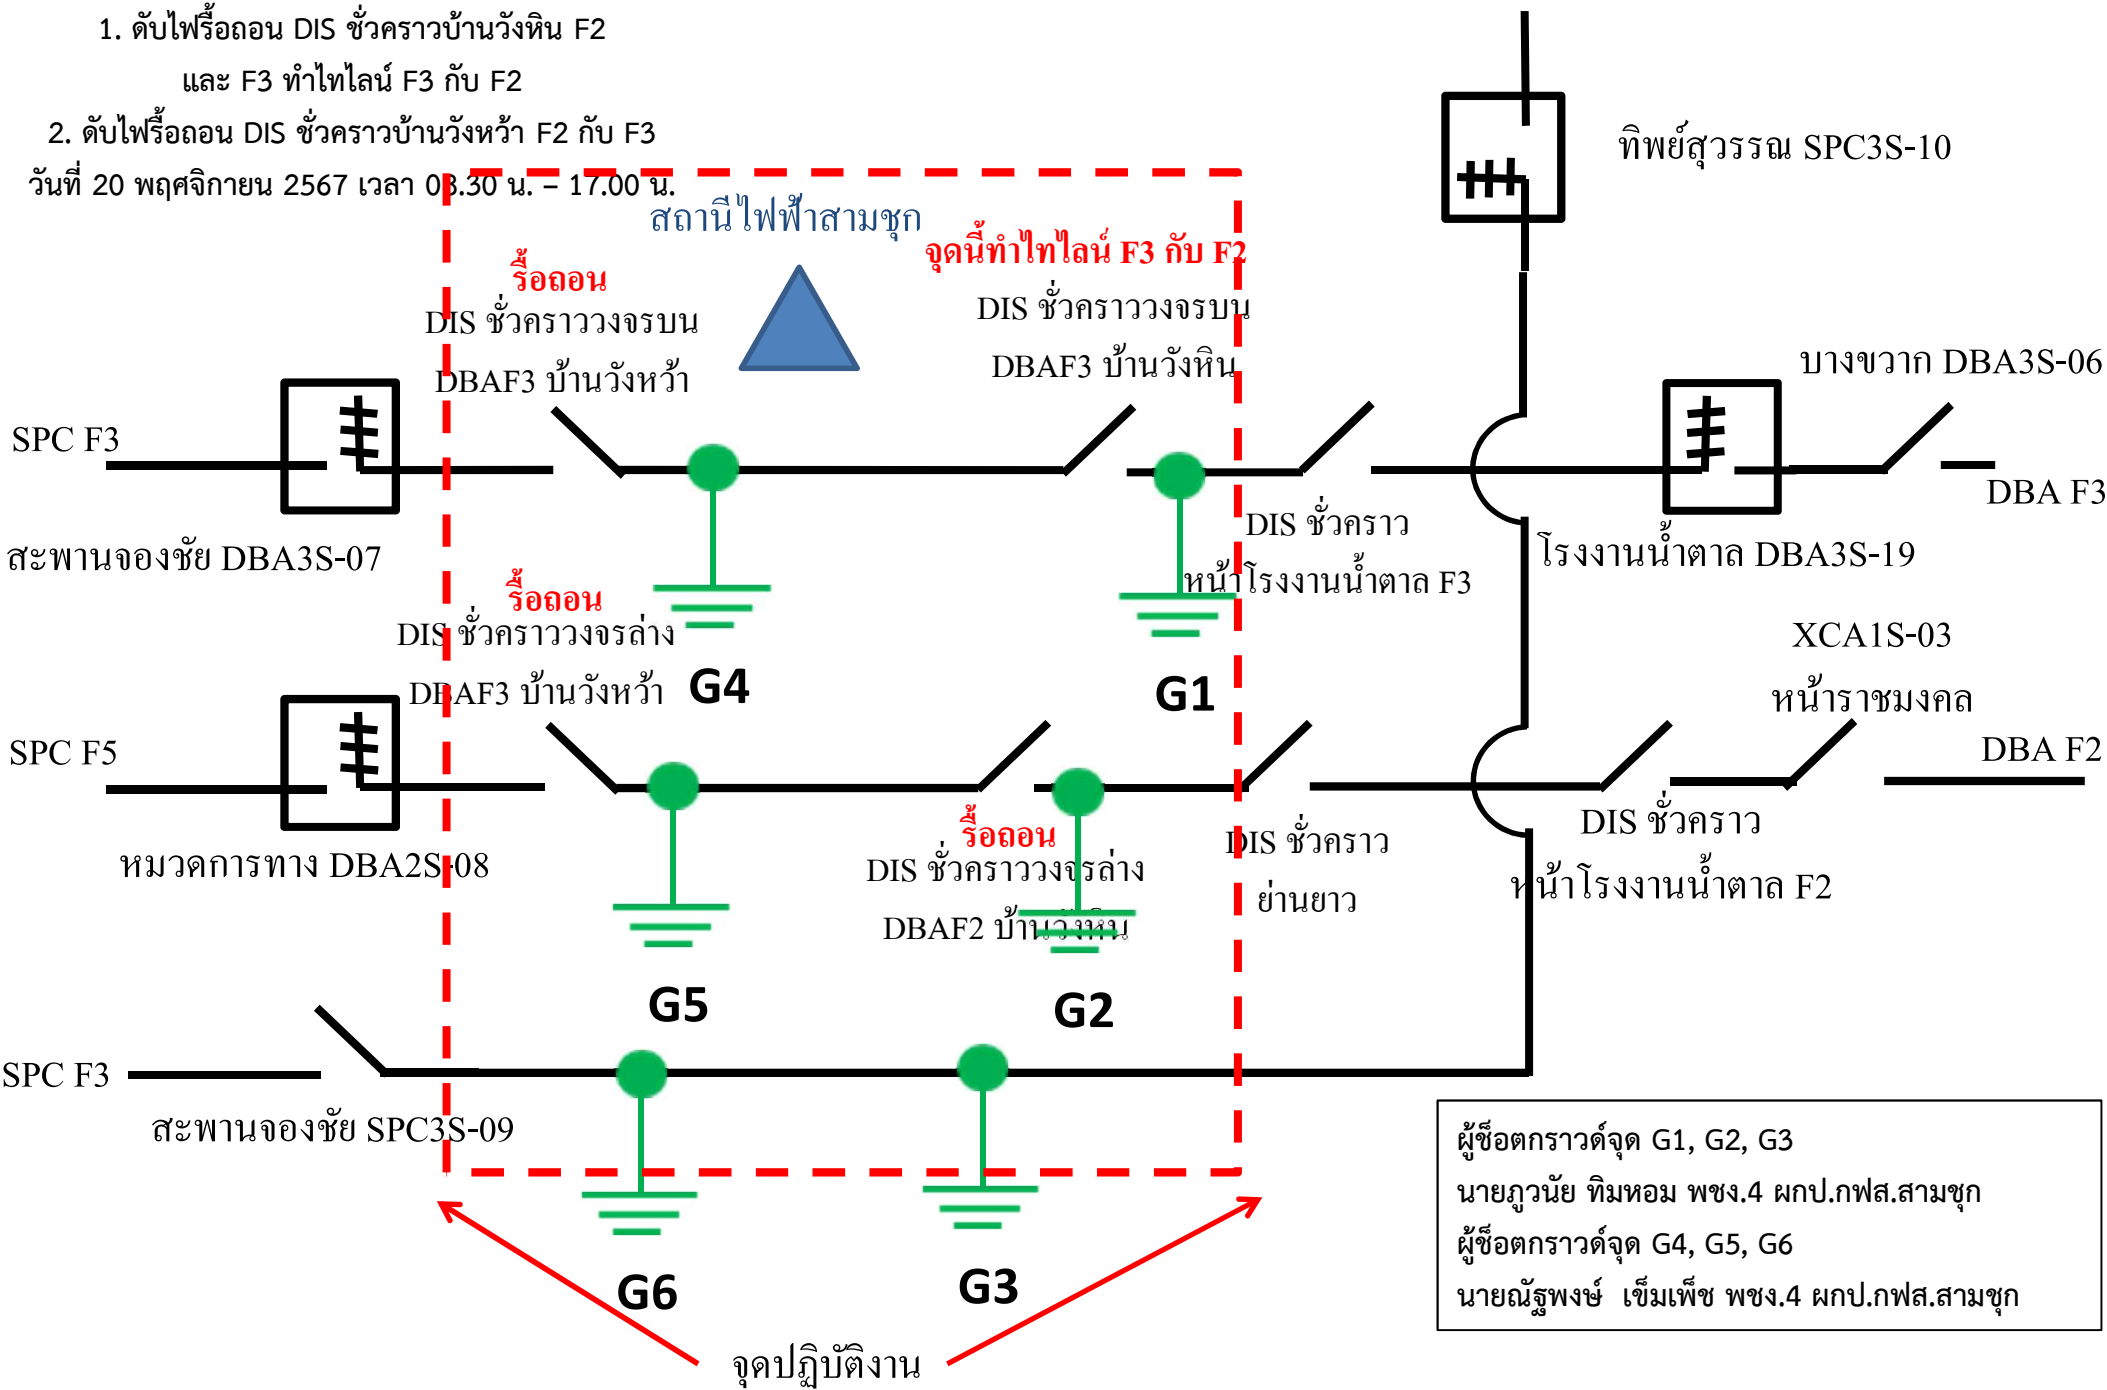 1. ดับไฟรื้อถอน DIS ชั่วคราวบ้านวังหิน F2
และ F3 ทำไทไลน์ F3 กับ F2
2. ดับไฟรื้อถอน DIS ชั่วคราวบ้านวังหว้า F2 กับ F3
วันที่ 20 พฤศจิกายน 2567 เวลา 08.30 น. – 17.00 น.
ทิพย์สุวรรณ SPC3S-10
สถานีไฟฟ้าสามชุก
จุดนี้ทำไทไลน์ F3 กับ F2
DIS ชั่วคราววงจรบน
DBAF3 บ้านวังหิน
รื้อถอน
DIS ชั่วคราววงจรบน
DBAF3 บ้านวังหว้า
บางขวาก DBA3S-06
SPC F3
DBA F3
สะพานจองชัย DBA3S-07
DIS ชั่วคราว
หน้าโรงงานน้ำตาล F3
โรงงานน้ำตาล DBA3S-19
รื้อถอน
DIS ชั่วคราววงจรล่าง
DBAF3 บ้านวังหว้า
G4
G1
XCA1S-03
หน้าราชมงคล
SPC F5
DBA F2
หมวดการทาง DBA2S-08
รื้อถอน
DIS ชั่วคราววงจรล่าง
DBAF2 บ้านวังหิน
DIS ชั่วคราว
ย่านยาว
DIS ชั่วคราว
หน้าโรงงานน้ำตาล F2
G5
G2
SPC F3
สะพานจองชัย SPC3S-09
G6
G3
จุดปฏิบัติงาน
ผู้ช็อตกราวด์จุด G1, G2, G3
นายภูวนัย ทิมหอม พชง.4 ผกป.กฟส.สามชุก
ผู้ช็อตกราวด์จุด G4, G5, G6
นายณัฐพงษ์ เข็มเพ็ช พชง.4 ผกป.กฟส.สามชุก